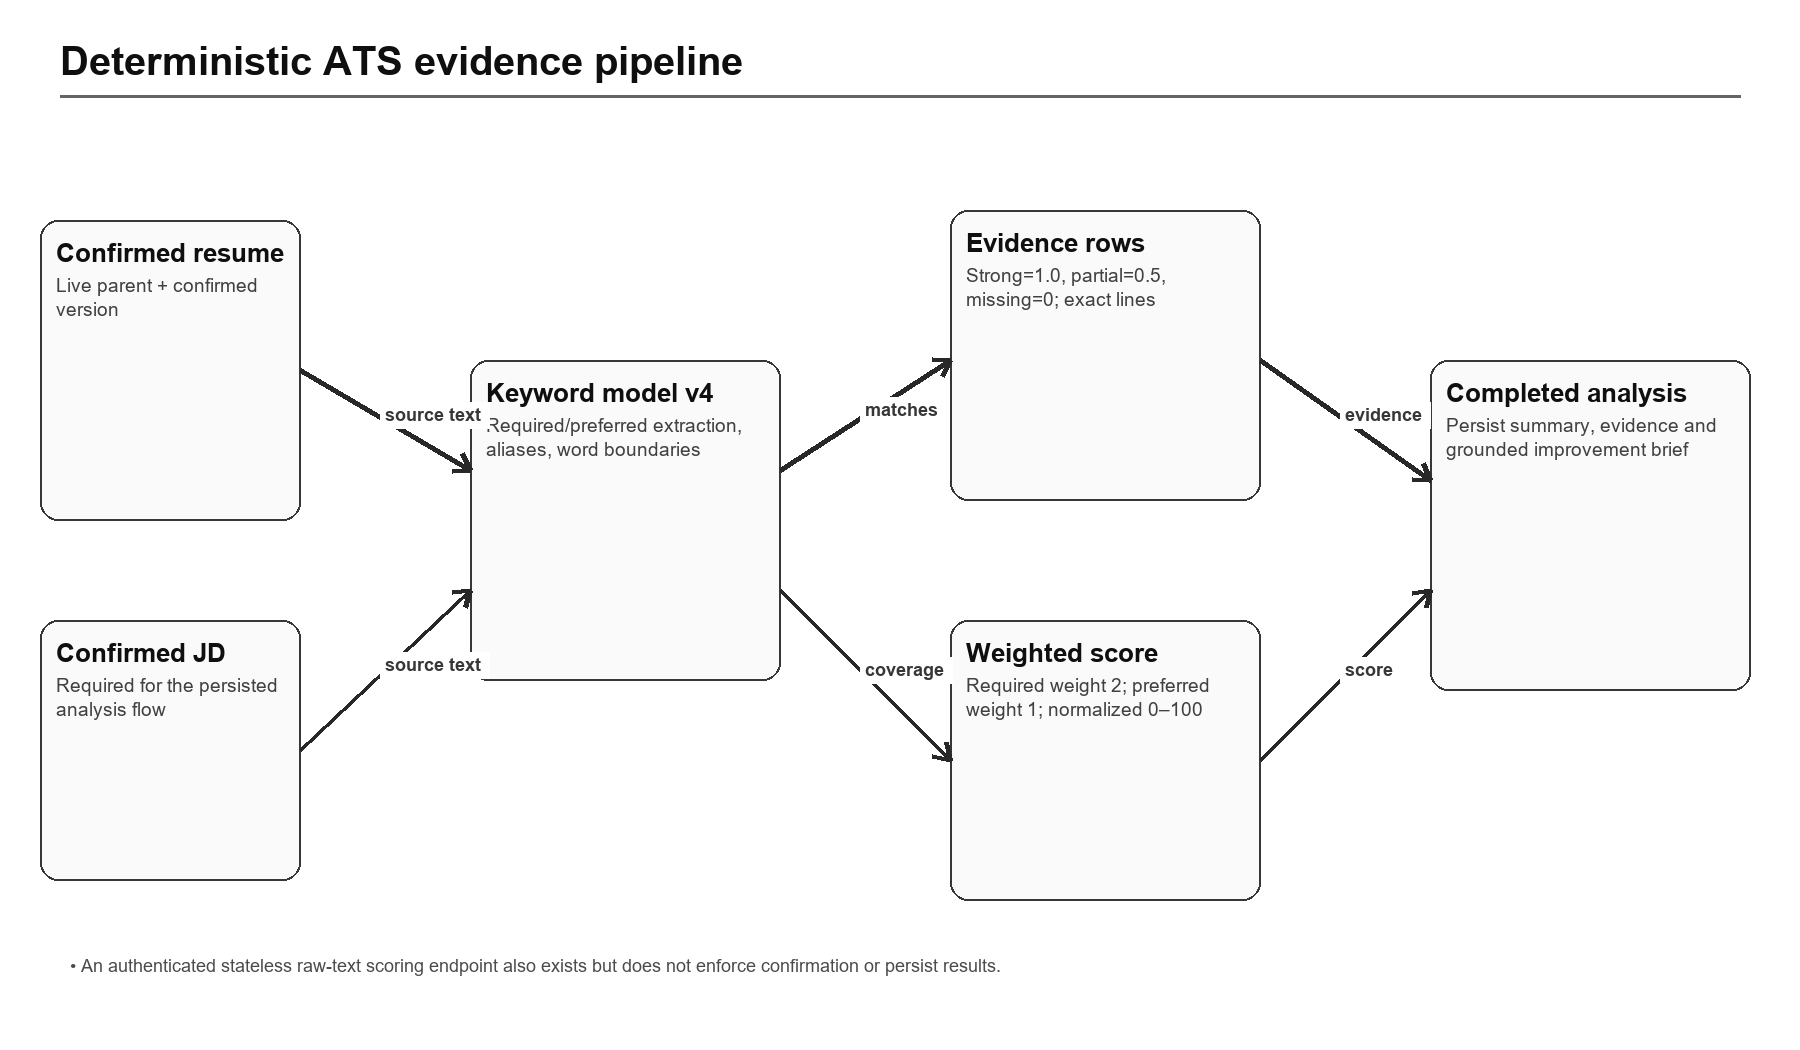 Deterministic ATS evidence pipeline
Confirmed resume
Live parent + confirmed
version
source text
Confirmed JD
Required for the persisted
analysis flow
source text
Keyword model v4
Required/preferred extraction,
aliases, word boundaries
matches
coverage
Evidence rows
Strong=1.0, partial=0.5,
missing=0; exact lines
evidence
Weighted score
Required weight 2; preferred
weight 1; normalized 0–100
score
Completed analysis
Persist summary, evidence and
grounded improvement brief
• An authenticated stateless raw-text scoring endpoint also exists but does not enforce confirmation or persist results.